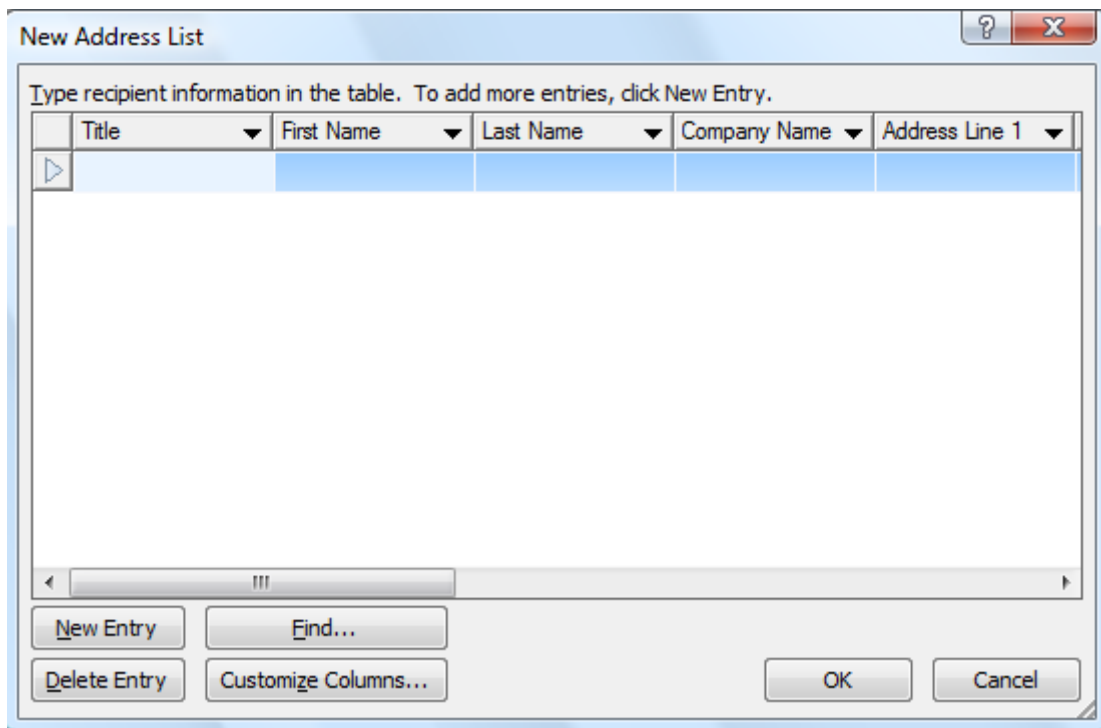 New Address List
Type recipient information in the table. To add more entries, click New Entry.
Title First Name Last Name Company Name Address Line 1
New Entry Find...
Delete Entry Customize Columns... OK Cancel